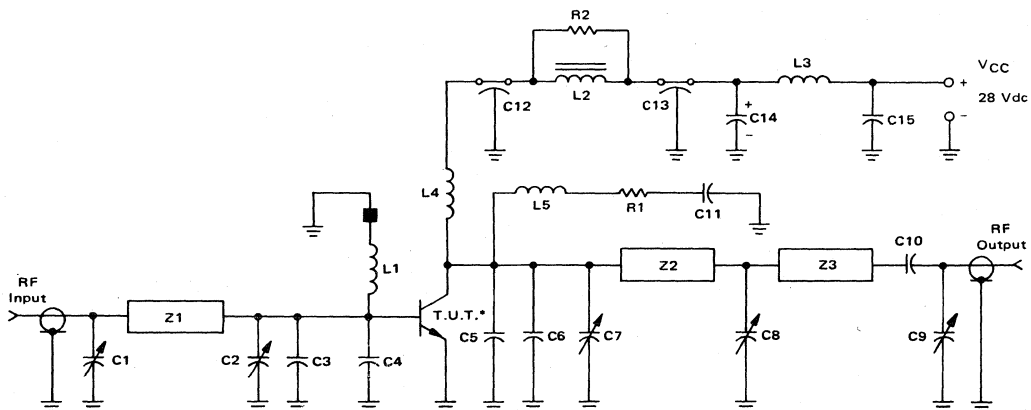 R2
L2
C12
C13
L3
VCC
28 Vdc
+
–
+
–
C14
C15
L4
L5
R1
C11
L1
RF
Input
Z1
C1
C2
C3
C4
T.U.T.*
C5
C6
C7
Z2
C8
Z3
C10
C9
RF
Output